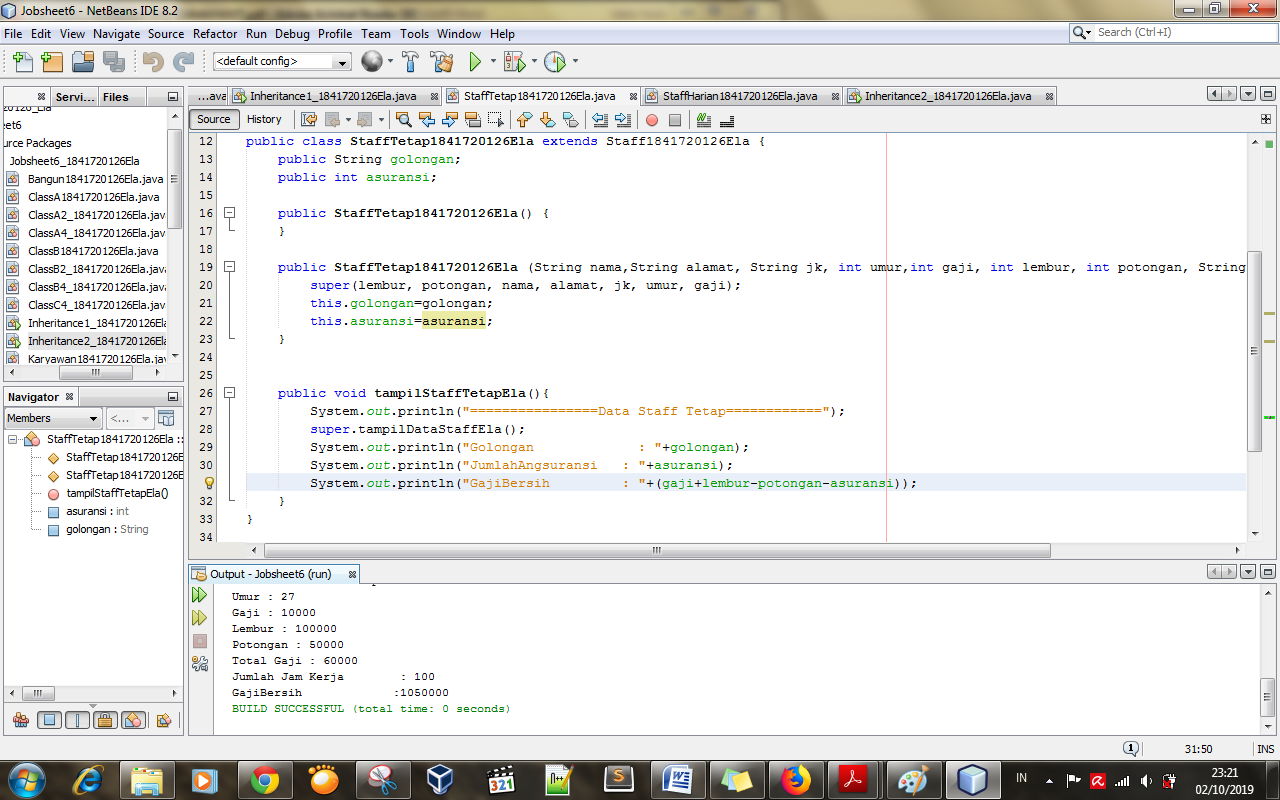 Jobsheet6 - NetBeans IDE 8.2
File Edit View Navigate Source Refactor Run Debug Profile Team Tools Window Help
Search (Ctrl+I)
<default config>
Servi... Files
...ava Inheritance1_1841720126Ela.java StaffTetap1841720126Ela.java StaffHarian1841720126Ela.java Inheritance2_1841720126Ela.java
Source History
et6
urce Packages
Jobsheet6_1841720126Ela
Bangun1841720126Ela.java
ClassA1841720126Ela.java
ClassA2_1841720126Ela.java
ClassA4_1841720126Ela.java
ClassB1841720126Ela.java
ClassB2_1841720126Ela.java
ClassB4_1841720126Ela.java
ClassC4_1841720126Ela.java
Inheritance1_1841720126Ela
Inheritance2_1841720126Ela
Karyawan1841720126Ela.jav
Navigator
Members <...
StaffTetap1841720126Ela ::
StaffTetap1841720126E
StaffTetap1841720126E
tampilStaffTetapEla()
asuransi : int
golongan : String
12 public class StaffTetap1841720126Ela extends Staff1841720126Ela {
13 public String golongan;
14 public int asuransi;
15
16 public StaffTetap1841720126Ela() {
17 }
18
19 public StaffTetap1841720126Ela (String nama,String alamat, String jk, int umur,int gaji, int lembur, int potongan, String
20 super(lembur, potongan, nama, alamat, jk, umur, gaji);
21 this.golongan=golongan;
22 this.asuransi=asuransi;
23 }
24
25
26 public void tampilStaffTetapEla(){
27 System.out.println("================Data Staff Tetap============");
28 super.tampilDataStaffEla();
29 System.out.println("Golongan             : "+golongan);
30 System.out.println("JumlahAngsuransi   : "+asuransi);
System.out.println("GajiBersih         : "+(gaji+lembur-potongan-asuransi));
32 }
33 }
34
Output - Jobsheet6 (run)
Umur : 27
Gaji : 10000
Lembur : 100000
Potongan : 50000
Total Gaji : 60000
Jumlah Jam Kerja        : 100
GajiBersih             :1050000
BUILD SUCCESSFUL (total time: 0 seconds)
1 31:50 INS
IN 23:21
02/10/2019